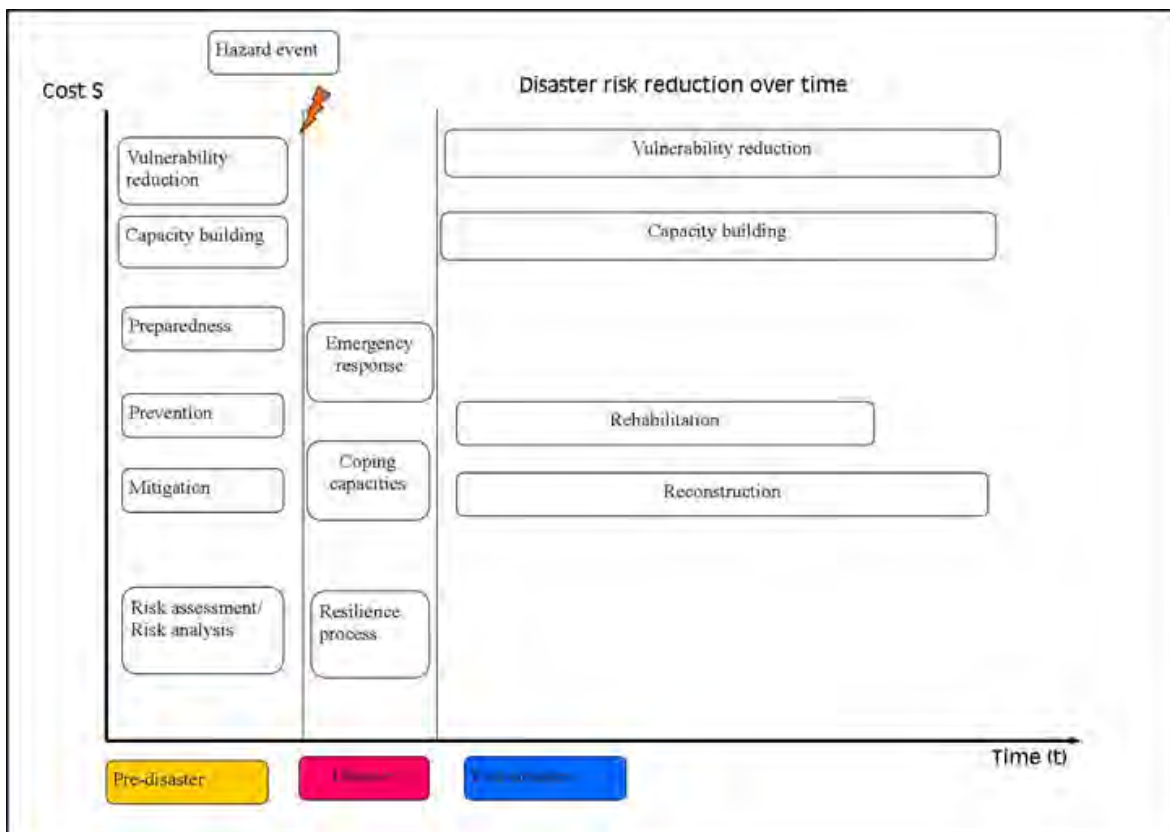 Hazard event
Cost $
Disaster risk reduction over time
Vulnerability
reduction
Vulnerability reduction
Capacity building
Capacity building
Preparedness
Emergency
response
Prevention
Rehabilitation
Coping
capacities
Mitigation
Reconstruction
Risk assessment/
Risk analysis
Resilience
process
Time (t)
Pre-disaster